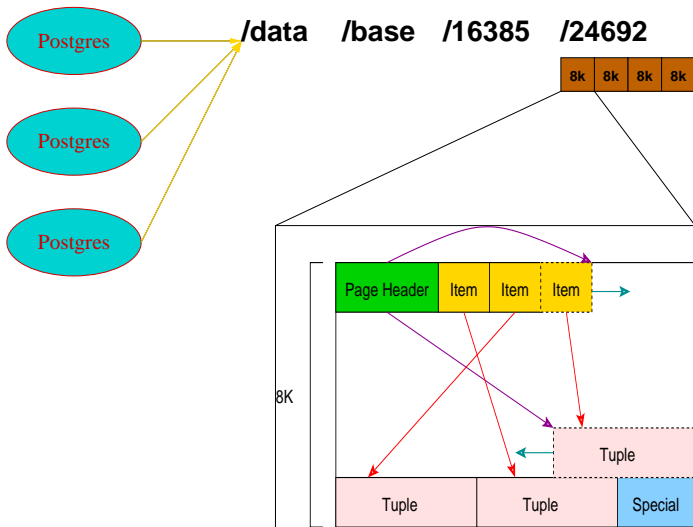 Postgres
/data /base /16385 /24692
8k 8k 8k 8k
Postgres
Postgres
Page Header Item Item Item
8K
Tuple
Tuple Tuple Special